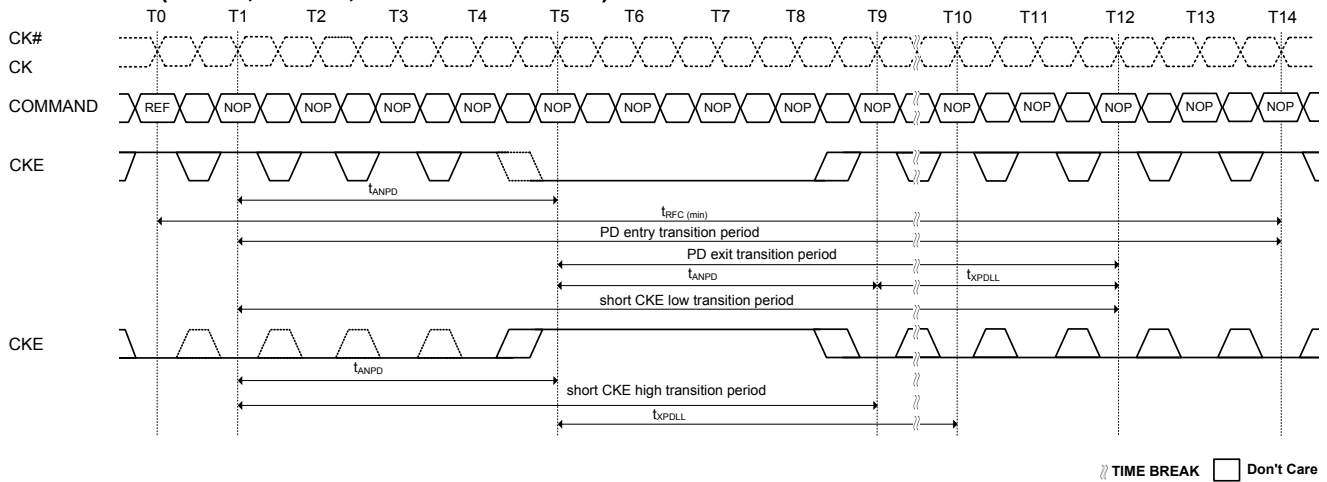 T0 T1 T2 T3 T4 T5 T6 T7 T8 T9 T10 T11 T12 T13 T14
CK#
CK
COMMAND REF NOP NOP NOP NOP NOP NOP NOP NOP NOP NOP NOP NOP NOP NOP
CKE
tANPD
tRFC (min)
PD entry transition period
PD exit transition period
tANPD tXPDLL
short CKE low transition period
CKE
tANPD
short CKE high transition period
tXPDLL
TIME BREAK Don't Care